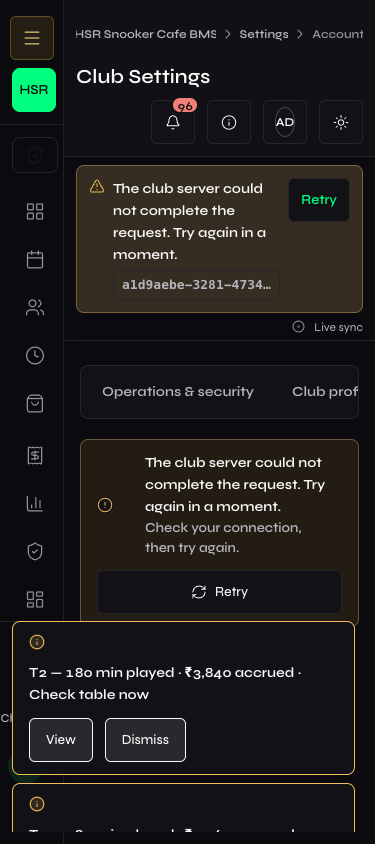 HSR Snooker Cafe BMS > Settings > Account
HSR
Club Settings
96
AD
The club server could
not complete the
request. Try again in a
moment.
Retry
a1d9aebe-3281-4734…
Live sync
Operations & security
Club prof
The club server could not
complete the request. Try
again in a moment.
Check your connection,
then try again.
Retry
T2 — 180 min played · ₹3,840 accrued ·
Check table now
View
Dismiss